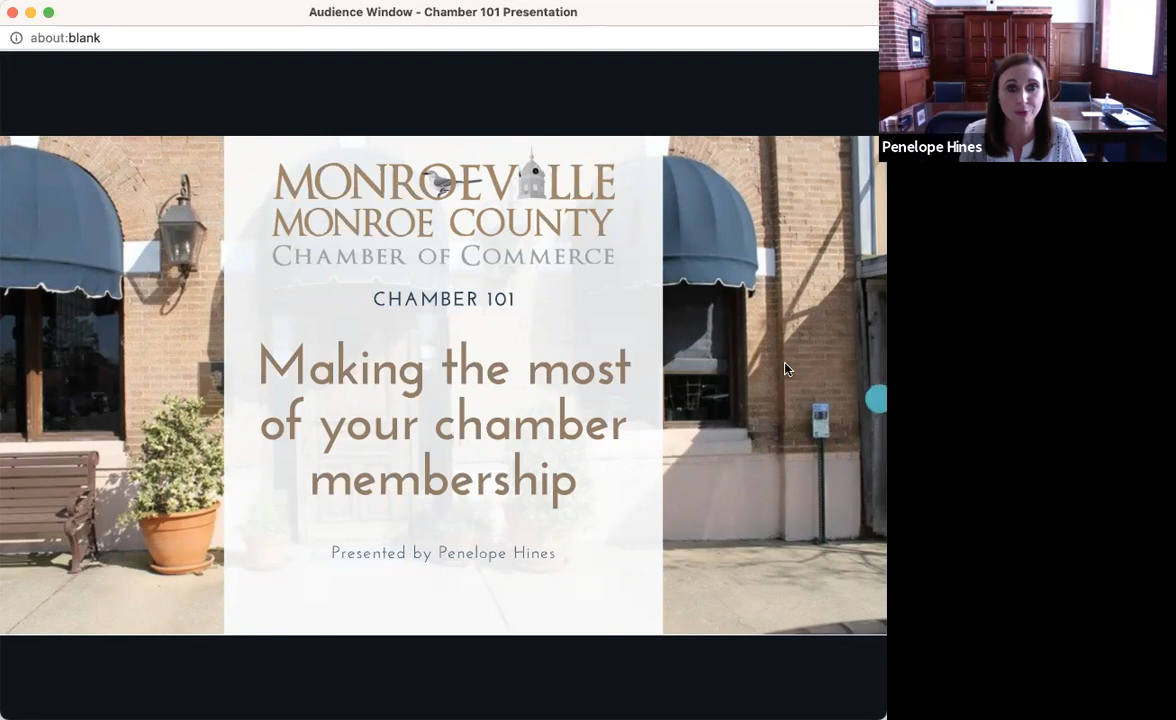 Audience Window - Chamber 101 Presentation
about:blank
Penelope Hines
MONROEVILLE
MONROE COUNTY
CHAMBER OF COMMERCE
CHAMBER 101
Making the most
of your chamber
membership
Presented by Penelope Hines